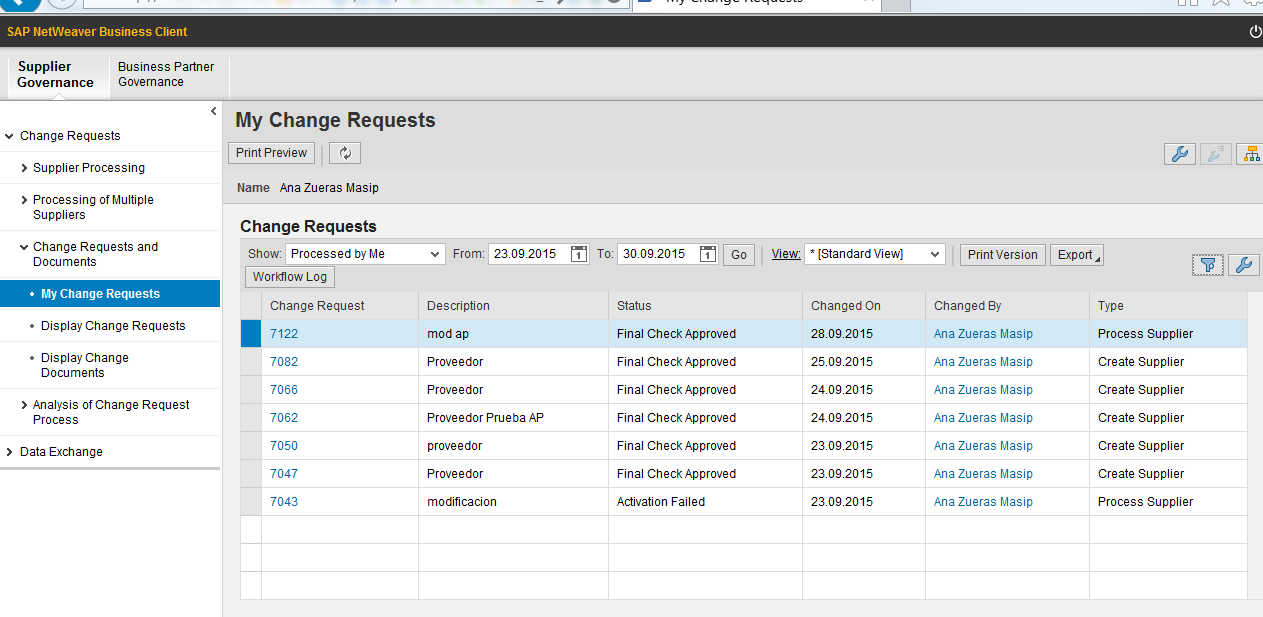 My Change Requests
SAP NetWeaver Business Client
Supplier
Governance
Business Partner
Governance
Change Requests
Supplier Processing
Processing of Multiple
Suppliers
Change Requests and
Documents
My Change Requests
Display Change Requests
Display Change
Documents
Analysis of Change Request
Process
Data Exchange
My Change Requests
Print Preview
Name Ana Zueras Masip
Change Requests
Show: Processed by Me From: 23.09.2015 1 To: 30.09.2015 1 Go View: * [Standard View] Print Version Export
Workflow Log
Change Request Description Status Changed On Changed By Type
7122 mod ap Final Check Approved 28.09.2015 Ana Zueras Masip Process Supplier
7082 Proveedor Final Check Approved 25.09.2015 Ana Zueras Masip Create Supplier
7066 Proveedor Final Check Approved 24.09.2015 Ana Zueras Masip Create Supplier
7062 Proveedor Prueba AP Final Check Approved 24.09.2015 Ana Zueras Masip Create Supplier
7050 proveedor Final Check Approved 23.09.2015 Ana Zueras Masip Create Supplier
7047 Proveedor Final Check Approved 23.09.2015 Ana Zueras Masip Create Supplier
7043 modificacion Activation Failed 23.09.2015 Ana Zueras Masip Process Supplier